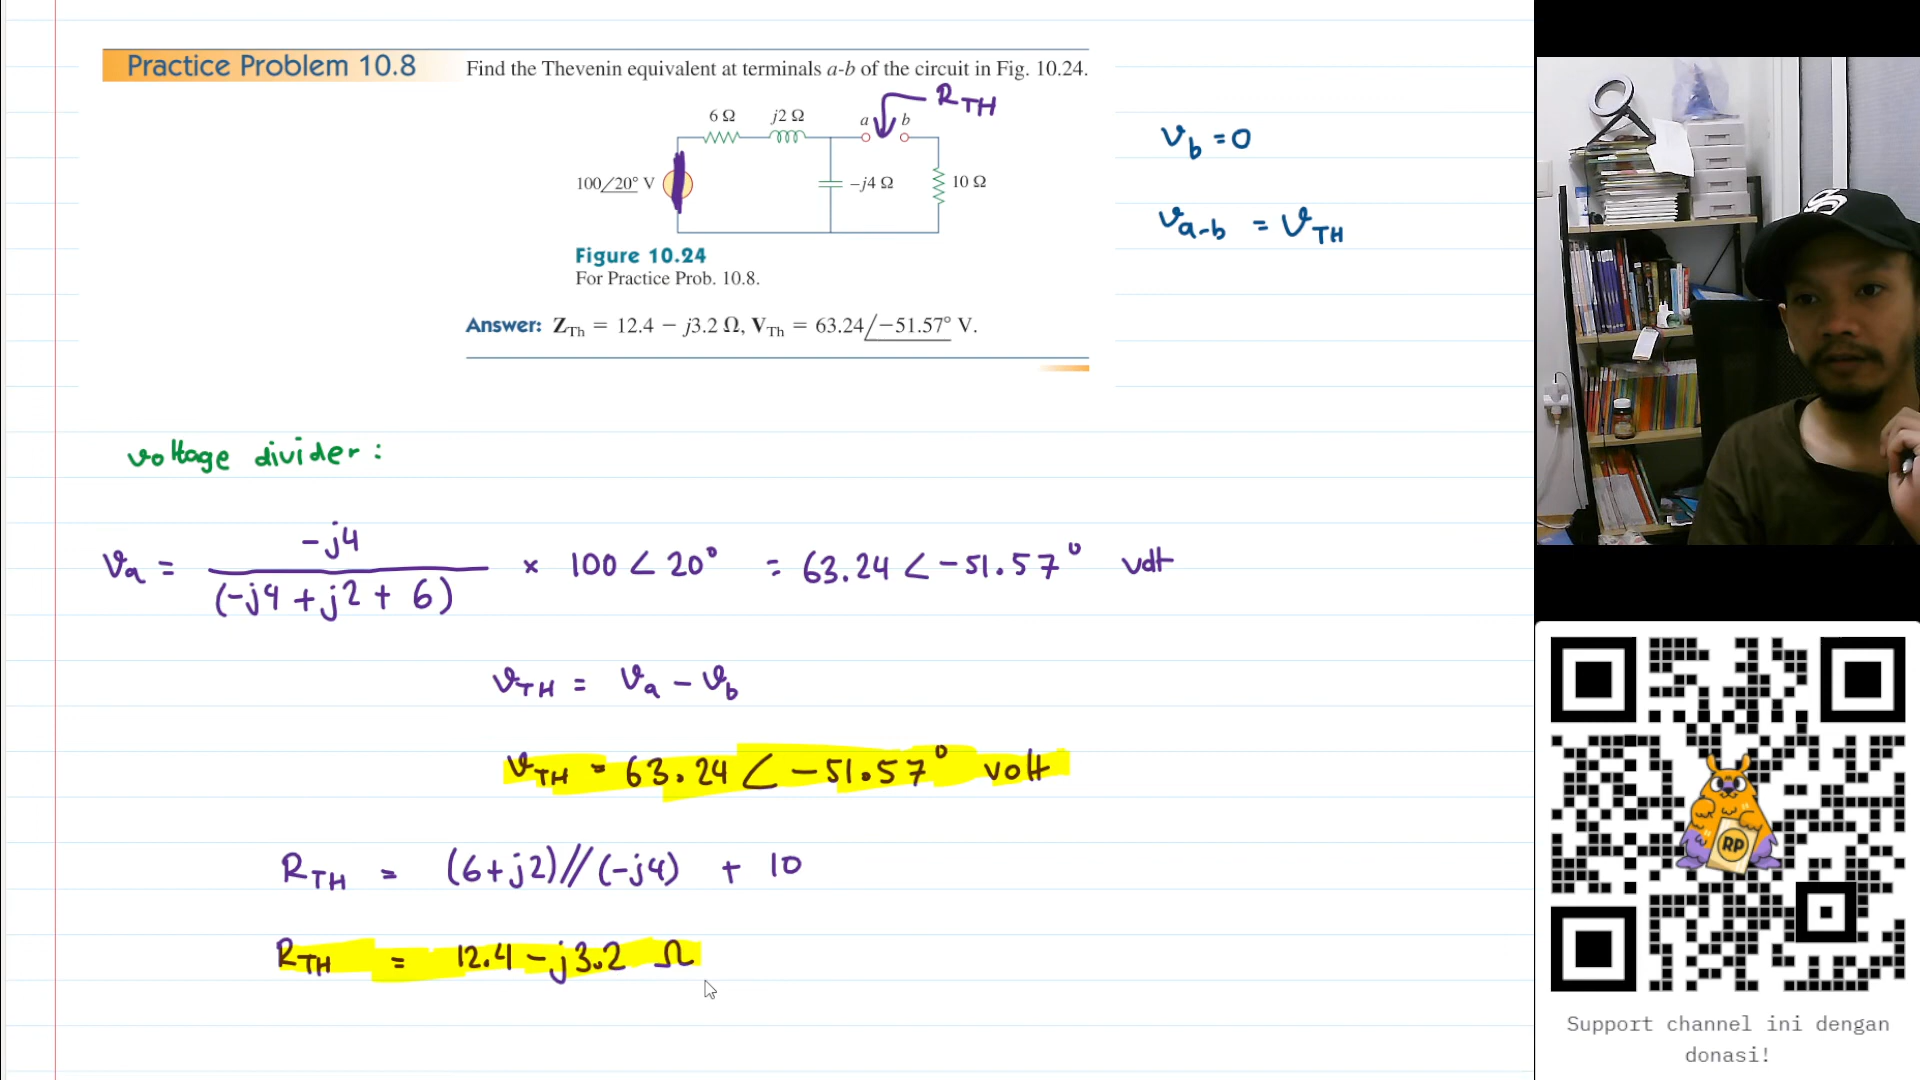 Practice Problem 10.8
Find the Thevenin equivalent at terminals a-b of the circuit in Fig. 10.24.
R_TH
6 Ω j2 Ω a b
100∠20° V −j4 Ω 10 Ω
Figure 10.24
For Practice Prob. 10.8.
Answer: Z_Th = 12.4 − j3.2 Ω, V_Th = 63.24∠−51.57° V.
V_b = 0
V_a-b = V_TH
voltage divider :
V_a = -j4 / (-j4 + j2 + 6) × 100 ∠ 20° = 63.24 ∠ -51.57° volt
V_TH = V_a - V_b
V_TH = 63.24 ∠ -51.57° volt
R_TH = (6+j2)//(-j4) + 10
R_TH = 12.4 - j3.2 Ω
RP
Support channel ini dengan
donasi!